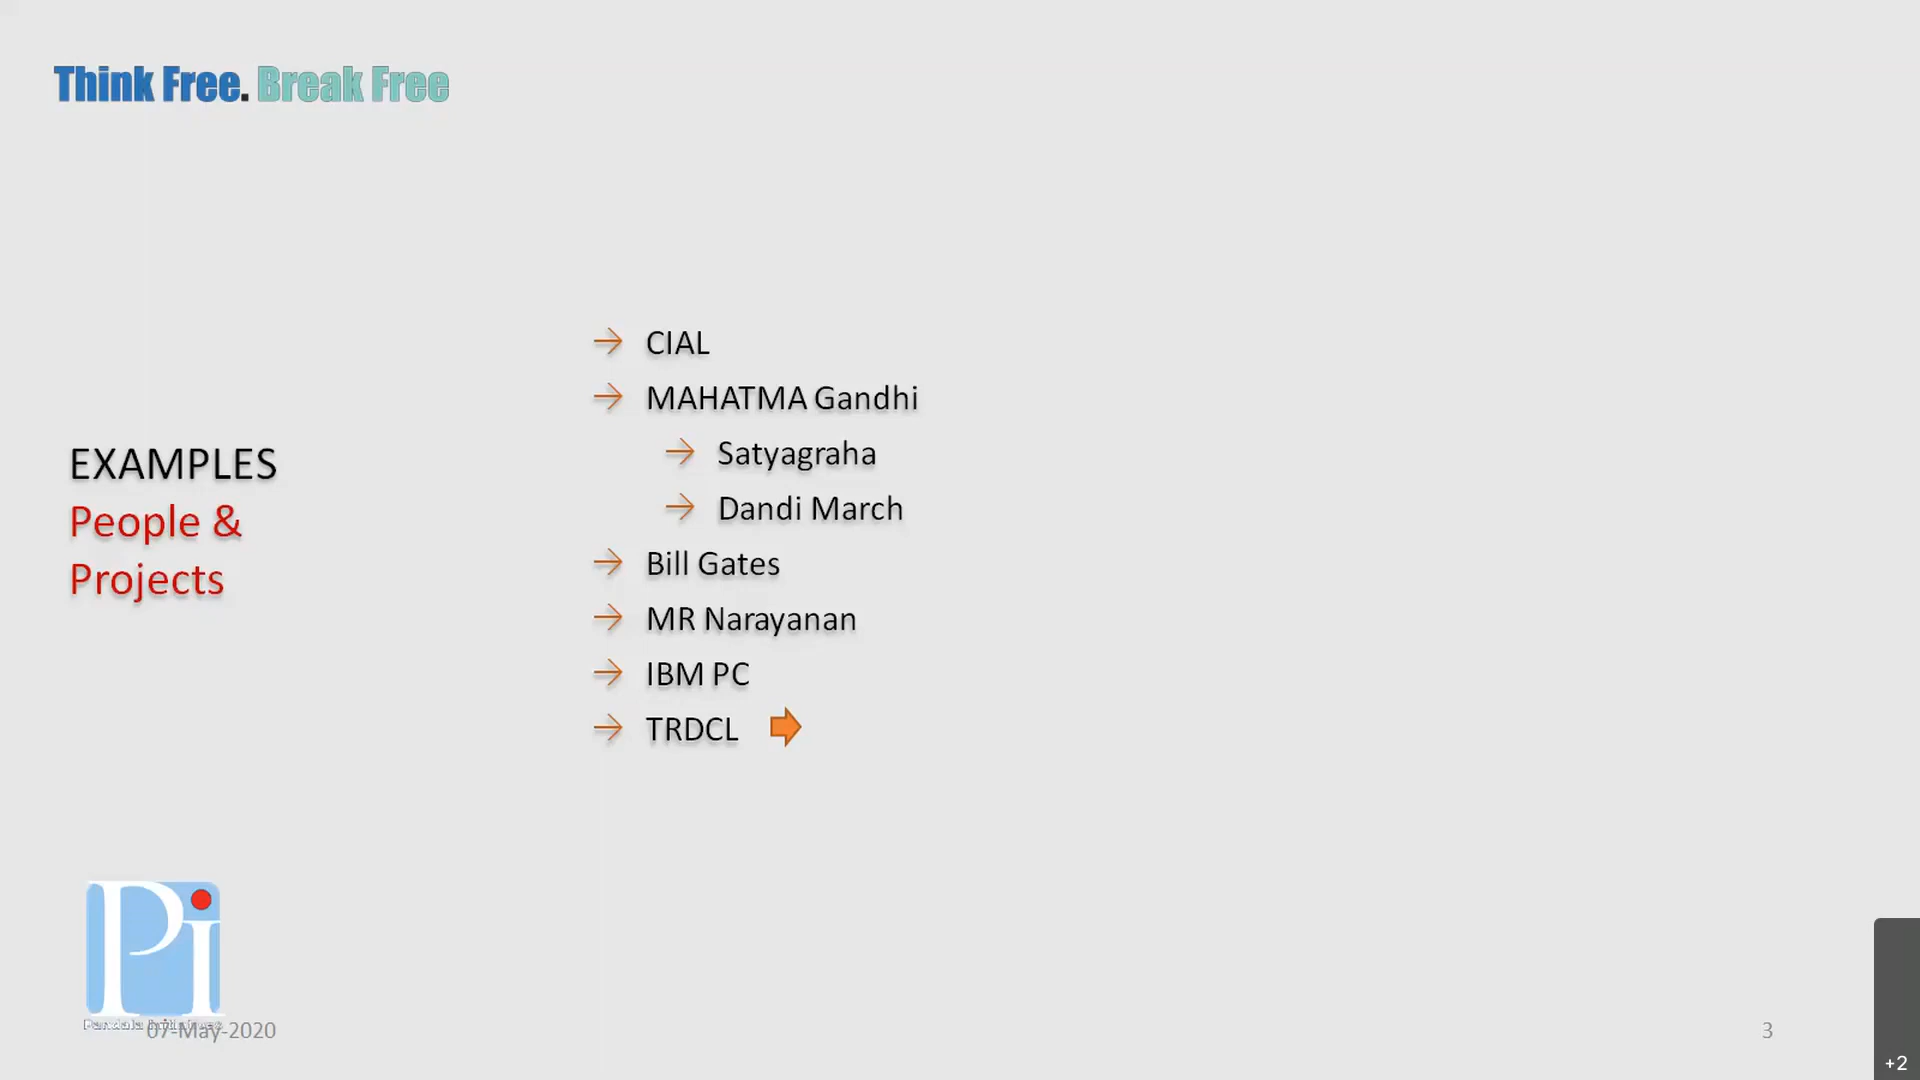 Think Free. Break Free
EXAMPLES
People &
Projects
CIAL
MAHATMA Gandhi
Satyagraha
Dandi March
Bill Gates
MR Narayanan
IBM PC
TRDCL
Pi
07-May-2020
3
+2